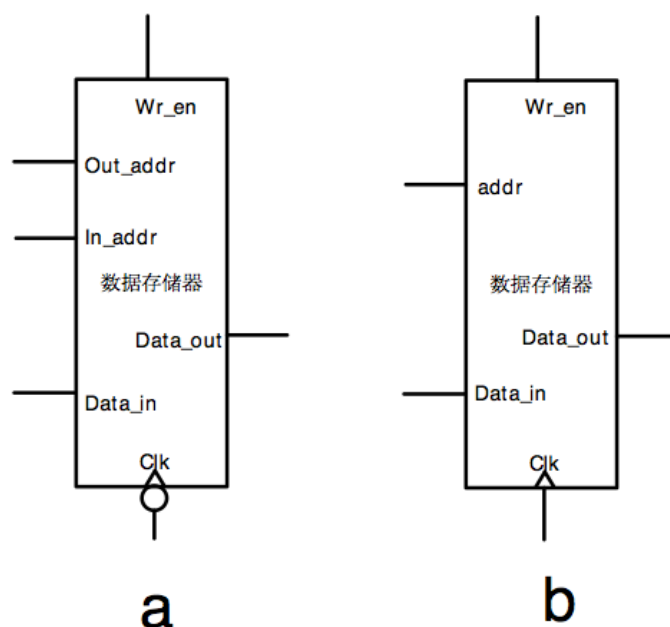 Wr_en
Out_addr
In_addr
数据存储器
Data_out
Data_in
Clk
a
Wr_en
addr
数据存储器
Data_out
Data_in
Clk
b